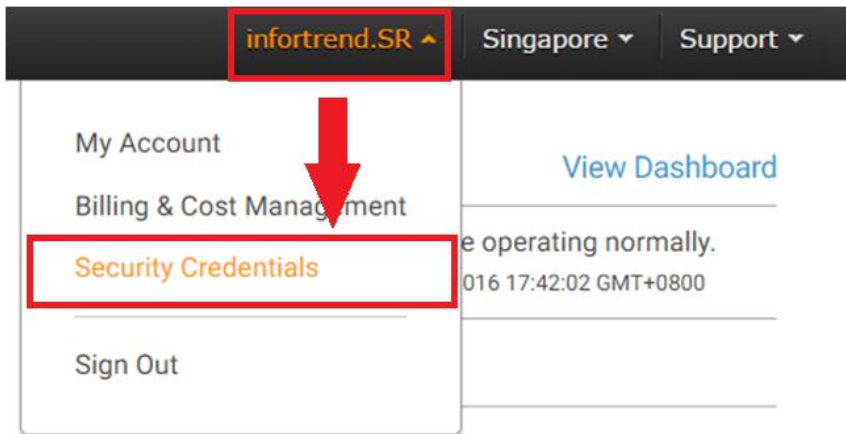 infortrend.SR Singapore Support
My Account
View Dashboard
Billing & Cost Management
e operating normally.
Security Credentials
016 17:42:02 GMT+0800
Sign Out